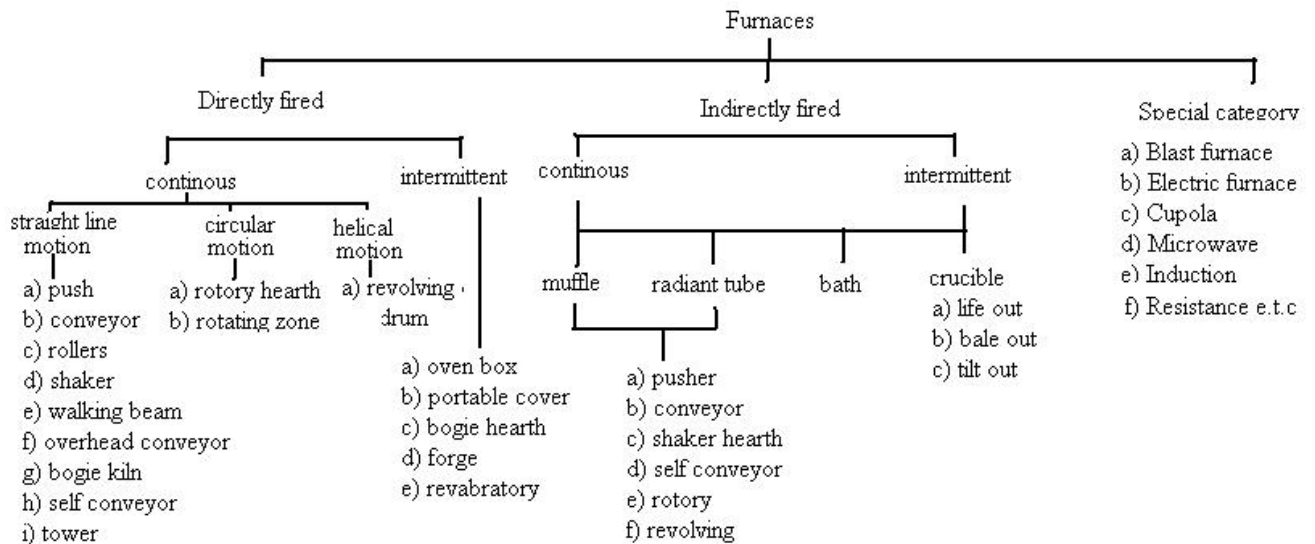 Furnaces
Directly fired
Indirectly fired
Special category
continous
intermittent
continous
intermittent
a) Blast furnace
b) Electric furnace
c) Cupola
d) Microwave
e) Induction
f) Resistance e.t.c
straight line
motion
circular
motion
helical
motion
a) push
b) conveyor
c) rollers
d) shaker
e) walking beam
f) overhead conveyor
g) bogie kiln
h) self conveyor
i) tower
a) rotory hearth
b) rotating zone
a) revolving
drum
a) oven box
b) portable cover
c) bogie hearth
d) forge
e) revabratory
muffle
radiant tube
bath
crucible
a) life out
b) bale out
c) tilt out
a) pusher
b) conveyor
c) shaker hearth
d) self conveyor
e) rotory
f) revolving